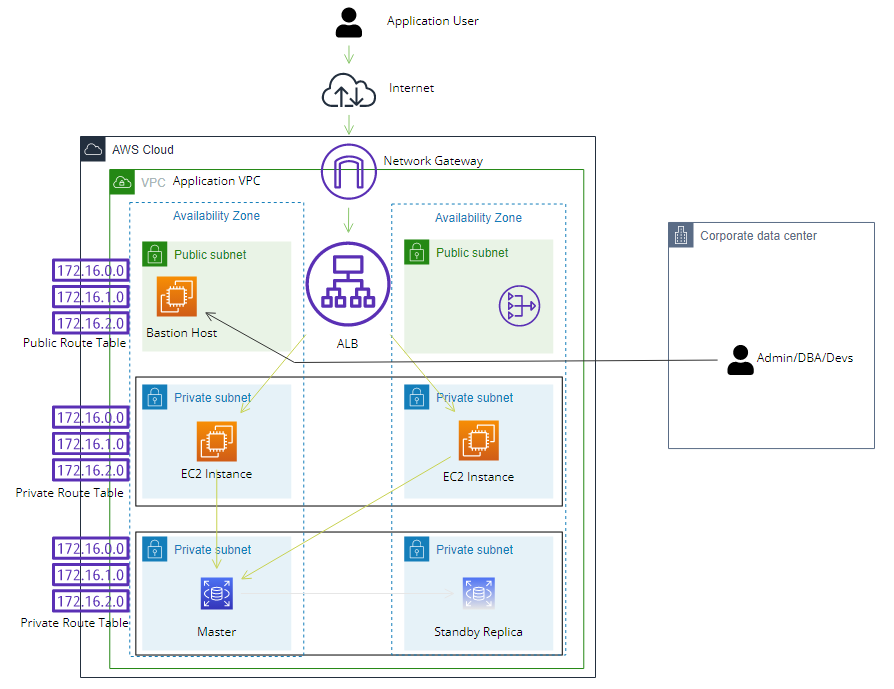 Application User
Internet
AWS Cloud
Network Gateway
VPC Application VPC
Availability Zone
Availability Zone
Public subnet
Public subnet
Corporate data center
172.16.0.0
172.16.1.0
172.16.2.0
Public Route Table
Bastion Host
ALB
Admin/DBA/Devs
Private subnet
Private subnet
172.16.0.0
172.16.1.0
172.16.2.0
Private Route Table
EC2 Instance
EC2 Instance
Private subnet
Private subnet
172.16.0.0
172.16.1.0
172.16.2.0
Private Route Table
Master
Standby Replica